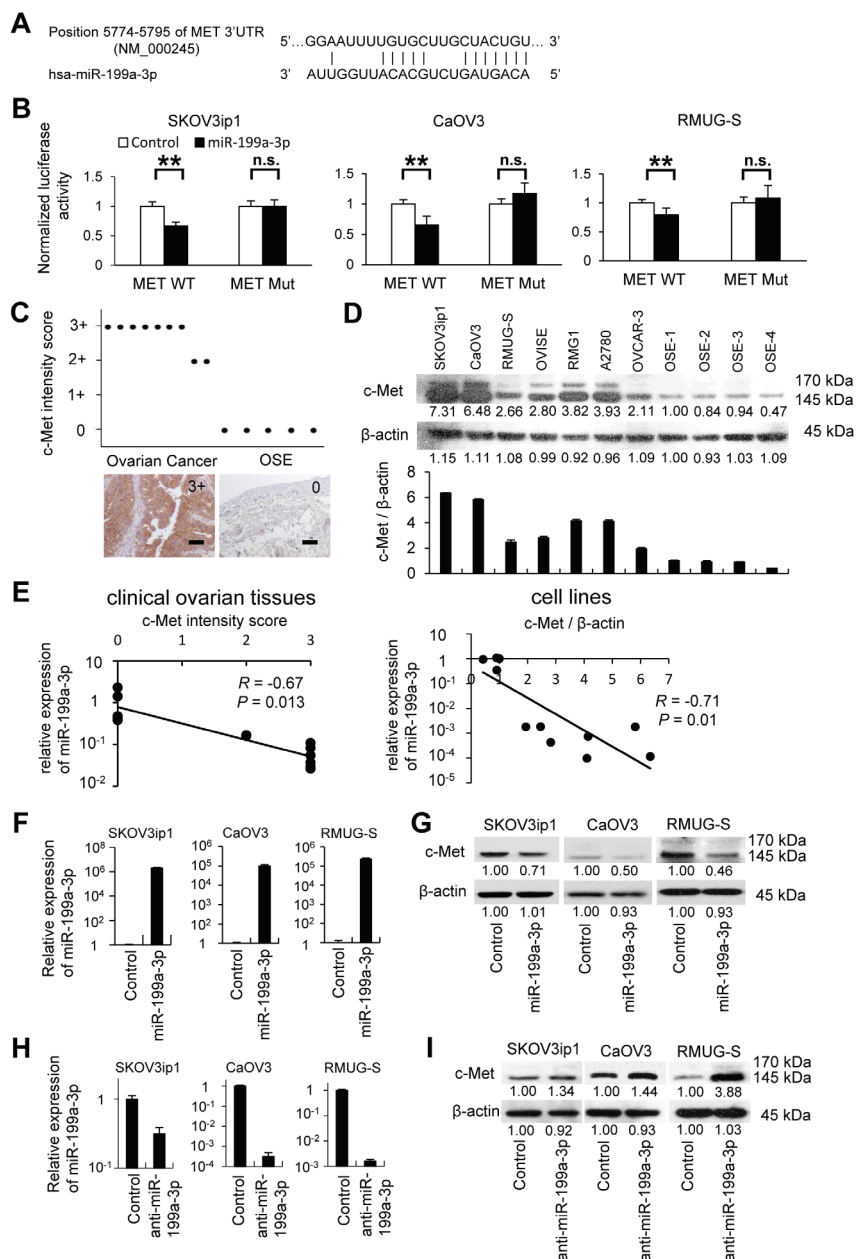 A
Position 5774-5795 of MET 3'UTR
(NM_000245)
5'...GGAAUUUUGUGCUUGCUACUGU... 3'
hsa-miR-199a-3p
3' AUUGGUUACACGUCUGAUGACA 5'
B
SKOV3ip1 CaOV3 RMUG-S
Control miR-199a-3p
** n.s. ** n.s. ** n.s.
Normalized luciferase
activity
1.5 1.5 1.5
1 1 1
0.5 0.5 0.5
0 0 0
MET WT MET Mut MET WT MET Mut MET WT MET Mut
C
c-Met intensity score
3+
2+
1+
0
Ovarian Cancer OSE
3+ 0
D
SKOV3ip1 CaOV3 RMUG-S OVISE RMG1 A2780 OVCAR-3 OSE-1 OSE-2 OSE-3 OSE-4
c-Met
170 kDa
145 kDa
7.31 6.48 2.66 2.80 3.82 3.93 2.11 1.00 0.84 0.94 0.47
β-actin 45 kDa
1.15 1.11 1.08 0.99 0.92 0.96 1.09 1.00 0.93 1.03 1.09
c-Met / β-actin
8
6
4
2
0
E
clinical ovarian tissues
c-Met intensity score
0 1 2 3
relative expression
of miR-199a-3p
10
1
10-1
10-2
R = -0.67
P = 0.013
cell lines
c-Met / β-actin
relative expression
of miR-199a-3p
10
1
10-1
10-2
10-3
10-4
10-5
0 1 2 3 4 5 6 7
R = -0.71
P = 0.01
F
SKOV3ip1 CaOV3 RMUG-S
Relative expression
of miR-199a-3p
108
106
104
102
1
106
105
104
103
102
10
1
106
105
104
103
102
10
1
Control miR-199a-3p Control miR-199a-3p Control miR-199a-3p
G
SKOV3ip1 CaOV3 RMUG-S
c-Met
170 kDa
145 kDa
1.00 0.71 1.00 0.50 1.00 0.46
β-actin 45 kDa
1.00 1.01 1.00 0.93 1.00 0.93
Control miR-199a-3p Control miR-199a-3p Control miR-199a-3p
H
SKOV3ip1 CaOV3 RMUG-S
Relative expression
of miR-199a-3p
1
10-1
1
10-1
10-2
10-3
10-4
1
10-1
10-2
10-3
Control anti-miR-199a-3p Control anti-miR-199a-3p Control anti-miR-199a-3p
I
SKOV3ip1 CaOV3 RMUG-S
c-Met
170 kDa
145 kDa
1.00 1.34 1.00 1.44 1.00 3.88
β-actin 45 kDa
1.00 0.92 1.00 0.93 1.00 1.03
Control anti-miR-199a-3p Control anti-miR-199a-3p Control anti-miR-199a-3p